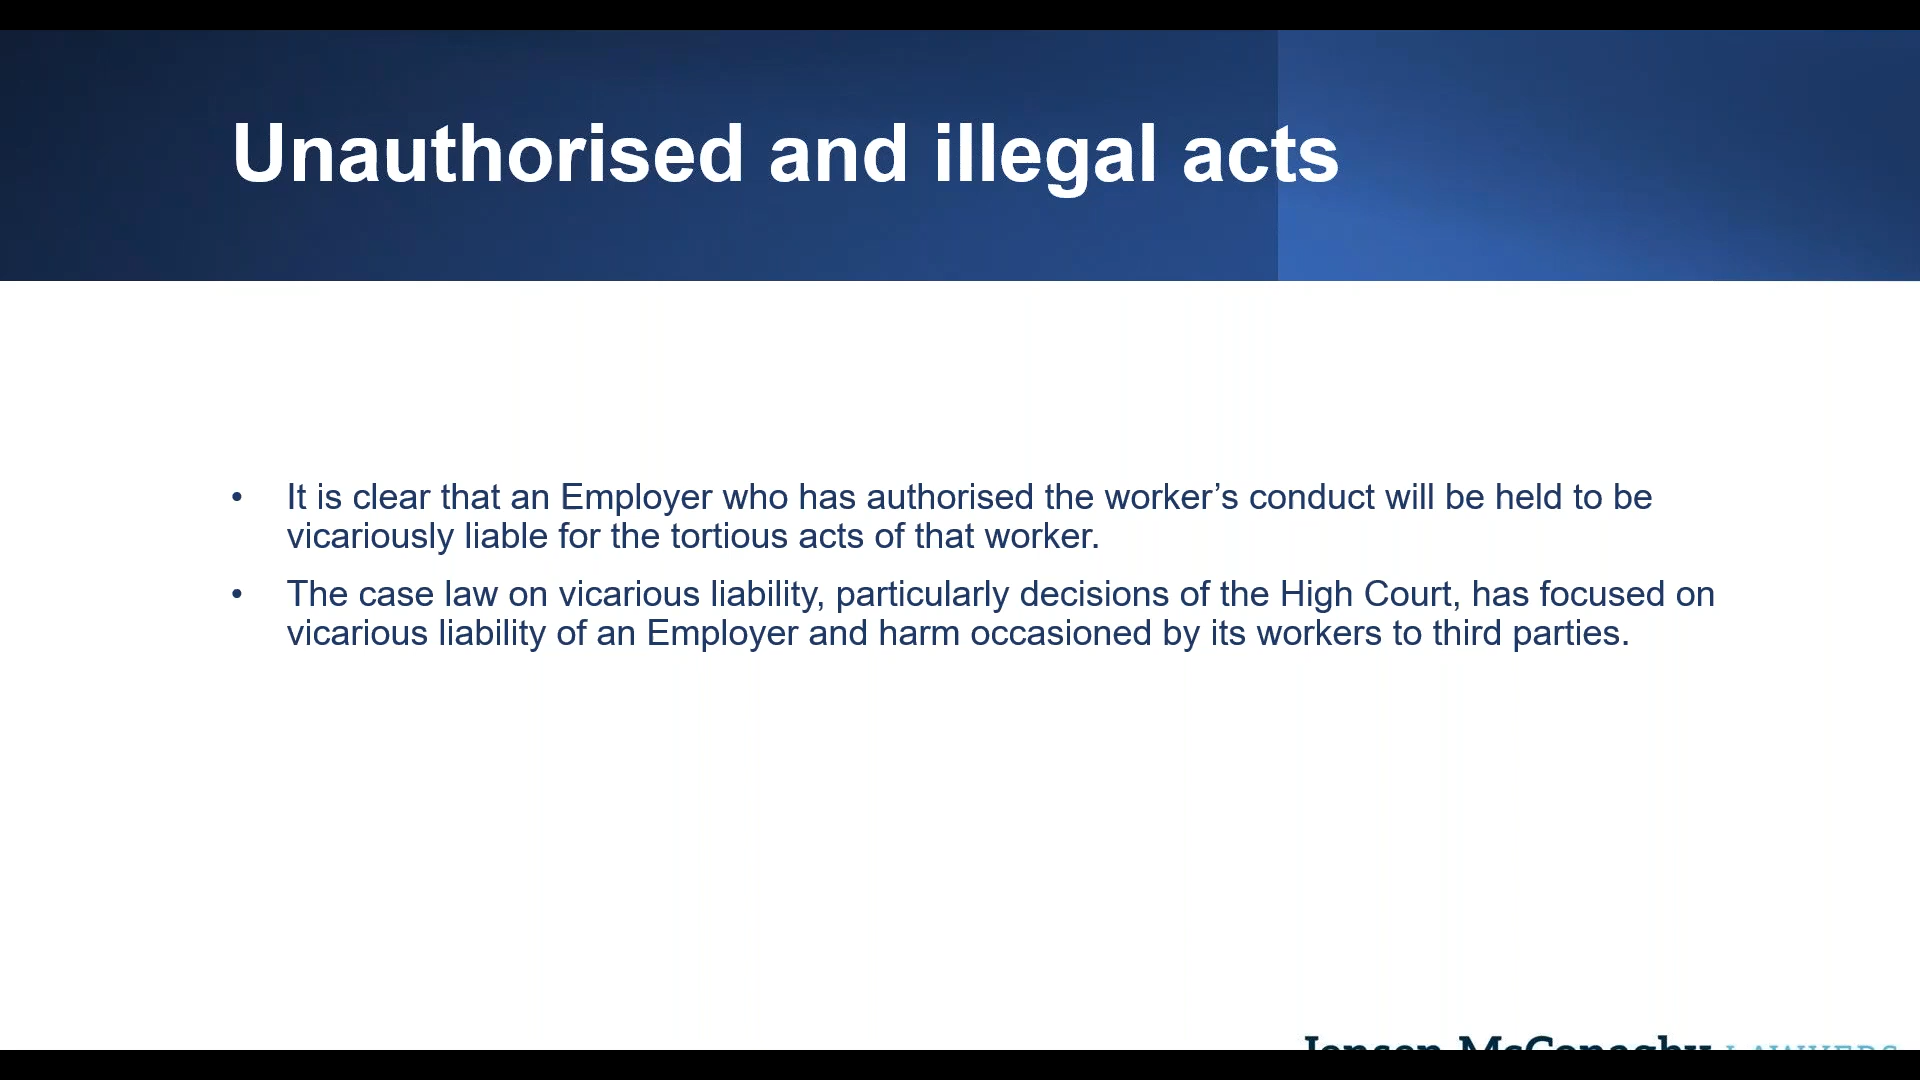 Unauthorised and illegal acts
• It is clear that an Employer who has authorised the worker’s conduct will be held to be
vicariously liable for the tortious acts of that worker.
• The case law on vicarious liability, particularly decisions of the High Court, has focused on
vicarious liability of an Employer and harm occasioned by its workers to third parties.
Jensen McConaghy LAWYERS